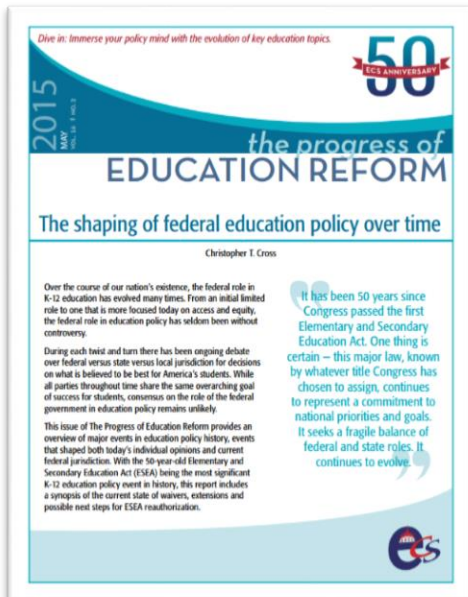 Dive in: Immerse your policy mind with the evolution of key education topics.
50
ECS ANNIVERSARY
2015
MAY
VOL. 16 | NO. 2
the progress of
EDUCATION REFORM
The shaping of federal education policy over time
Christopher T. Cross
Over the course of our nation's existence, the federal role in
K-12 education has evolved many times. From an initial limited
role to one that is more focused today on access and equity,
the federal role in education policy has seldom been without
controversy.
During each twist and turn there has been ongoing debate
over federal versus state versus local jurisdiction for decisions
on what is believed to be best for America's students. While
all parties throughout time share the same overarching goal
of success for students, consensus on the role of the federal
government in education policy remains unlikely.
This issue of The Progress of Education Reform provides an
overview of major events in education policy history, events
that shaped both today's individual opinions and current
federal jurisdiction. With the 50-year-old Elementary and
Secondary Education Act (ESEA) being the most significant
K-12 education policy event in history, this report includes
a synopsis of the current state of waivers, extensions and
possible next steps for ESEA reauthorization.
"It has been 50 years since
Congress passed the first
Elementary and Secondary
Education Act. One thing is
certain – this major law, known
by whatever title Congress has
chosen to assign, continues
to represent a commitment to
national priorities and goals.
It seeks a fragile balance of
federal and state roles. It
continues to evolve."
ecs